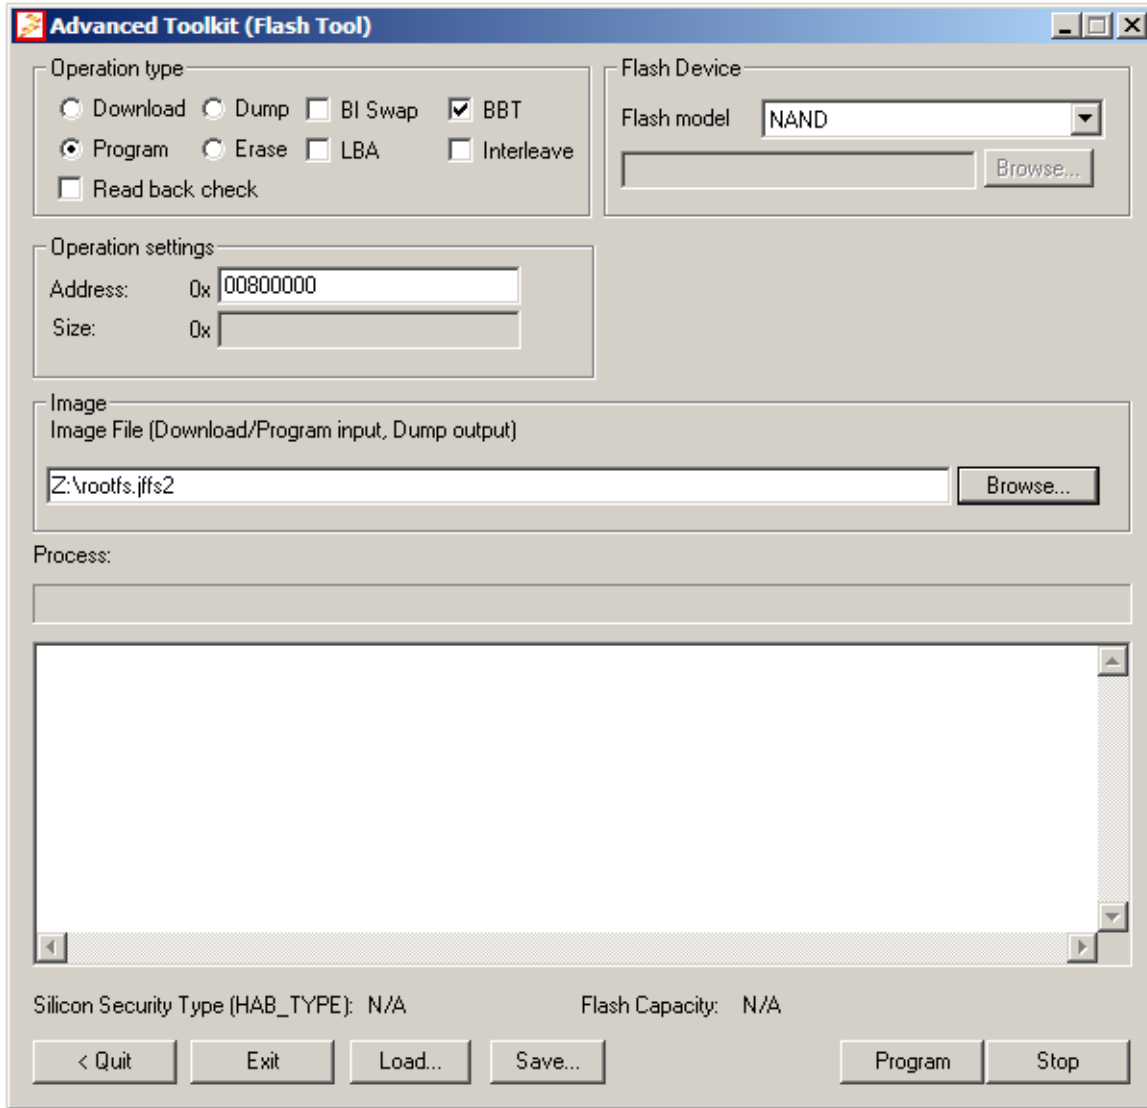 Advanced Toolkit (Flash Tool)
Operation type
Download Dump BI Swap BBT
Program Erase LBA Interleave
Read back check
Flash Device
Flash model NAND
Browse...
Operation settings
Address: 0x 00800000
Size: 0x
Image
Image File (Download/Program input, Dump output)
Z:\rootfs.jffs2 Browse...
Process:
Silicon Security Type (HAB_TYPE): N/A Flash Capacity: N/A
< Quit Exit Load... Save... Program Stop